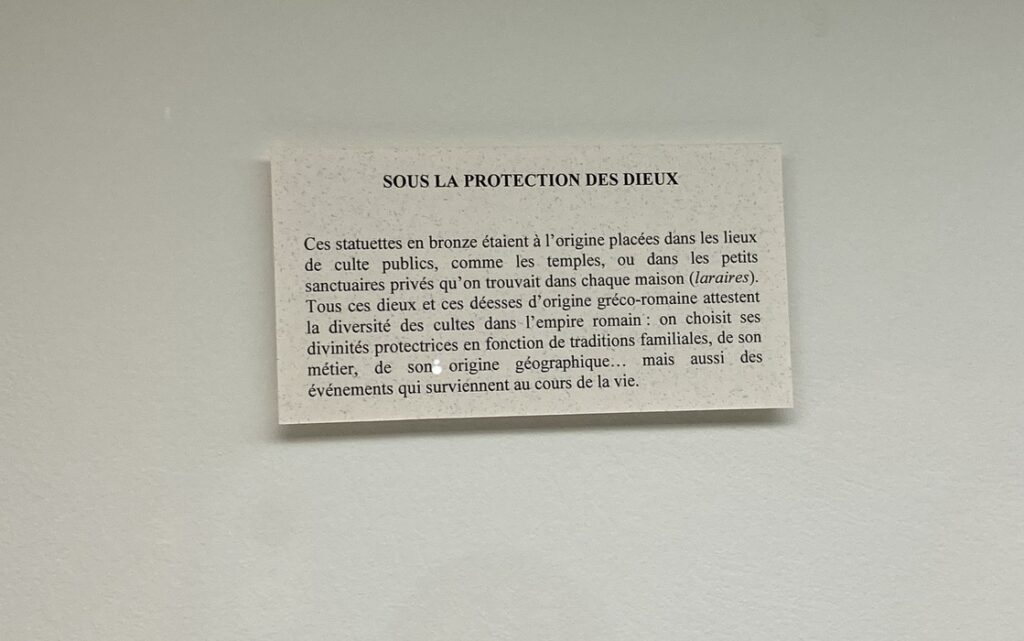 SOUS LA PROTECTION DES DIEUX
Ces statuettes en bronze étaient à l’origine placées dans les lieux
de culte publics, comme les temples, ou dans les petits
sanctuaires privés qu’on trouvait dans chaque maison (laraires).
Tous ces dieux et ces déesses d’origine gréco-romaine attestent
la diversité des cultes dans l’empire romain : on choisit ses
divinités protectrices en fonction de traditions familiales, de son
métier, de son origine géographique… mais aussi des
événements qui surviennent au cours de la vie.